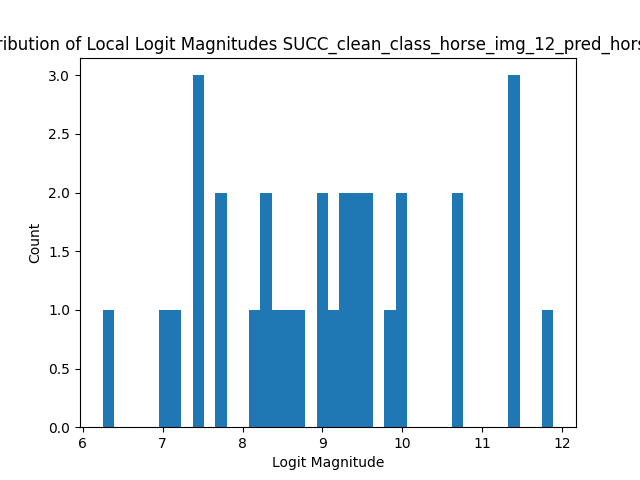 ribution of Local Logit Magnitudes SUCC_clean_class_horse_img_12_pred_hors
3.0
2.5
2.0
1.5
1.0
0.5
0.0
Count
6 7 8 9 10 11 12
Logit Magnitude